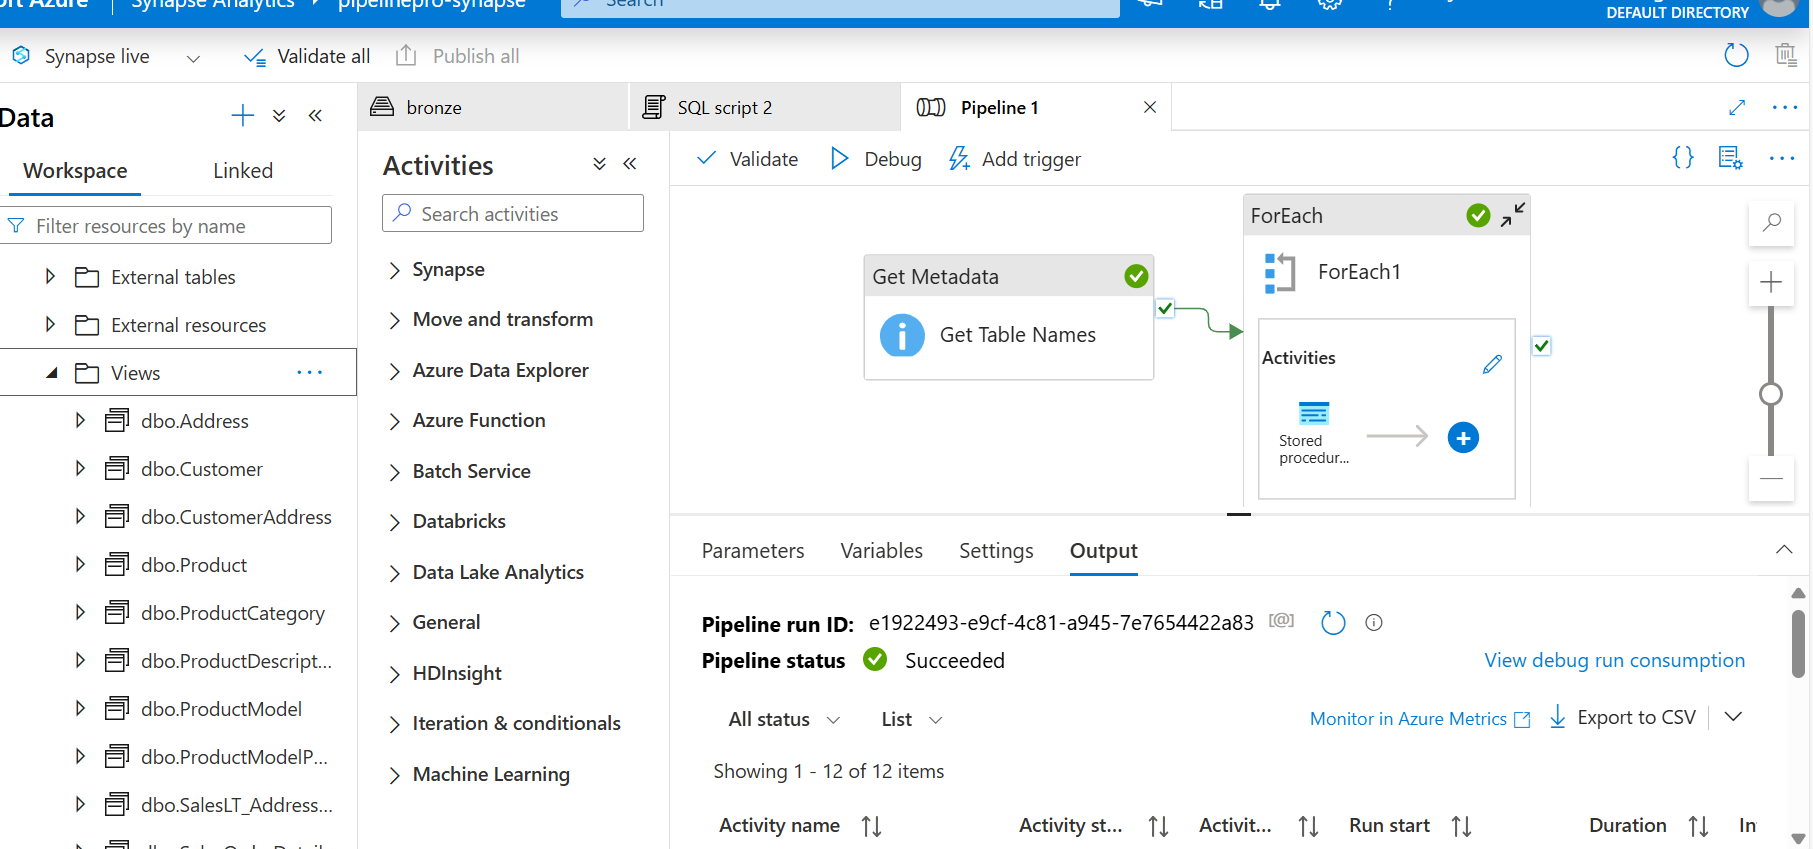 Synapse Analytics
pipelinepro-synapse
Search
DEFAULT DIRECTORY
Synapse live
Validate all
Publish all
Data
Workspace
Linked
Filter resources by name
External tables
External resources
Views
dbo.Address
dbo.Customer
dbo.CustomerAddress
dbo.Product
dbo.ProductCategory
dbo.ProductDescript...
dbo.ProductModel
dbo.ProductModelP...
dbo.SalesLT_Address...
bronze
SQL script 2
Pipeline 1
Activities
Search activities
Synapse
Move and transform
Azure Data Explorer
Azure Function
Batch Service
Databricks
Data Lake Analytics
General
HDInsight
Iteration & conditionals
Machine Learning
Validate
Debug
Add trigger
Get Metadata
Get Table Names
ForEach
ForEach1
Activities
Stored
procedur...
Parameters
Variables
Settings
Output
Pipeline run ID: e1922493-e9cf-4c81-a945-7e7654422a83
Pipeline status Succeeded
View debug run consumption
All status
List
Monitor in Azure Metrics
Export to CSV
Showing 1 - 12 of 12 items
Activity name
Activity st...
Activit...
Run start
Duration
In